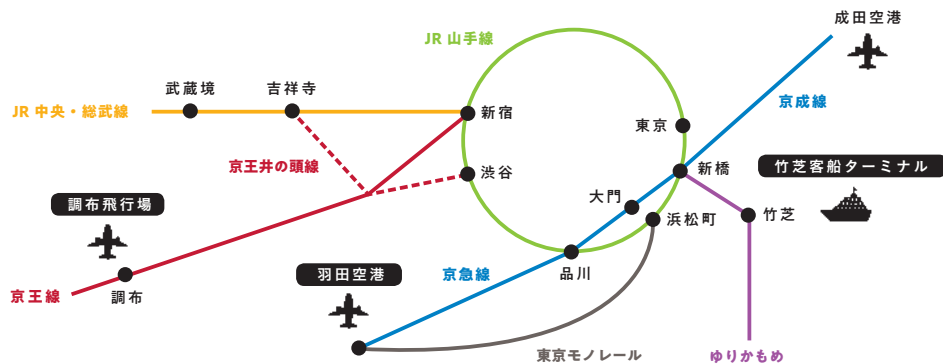 成田空港
JR 山手線
武蔵境
吉祥寺
JR 中央・総武線
新宿
京成線
東京
京王井の頭線
渋谷
新橋
竹芝客船ターミナル
大門
調布飛行場
浜松町
竹芝
羽田空港
京急線
品川
京王線
調布
東京モノレール
ゆりかもめ